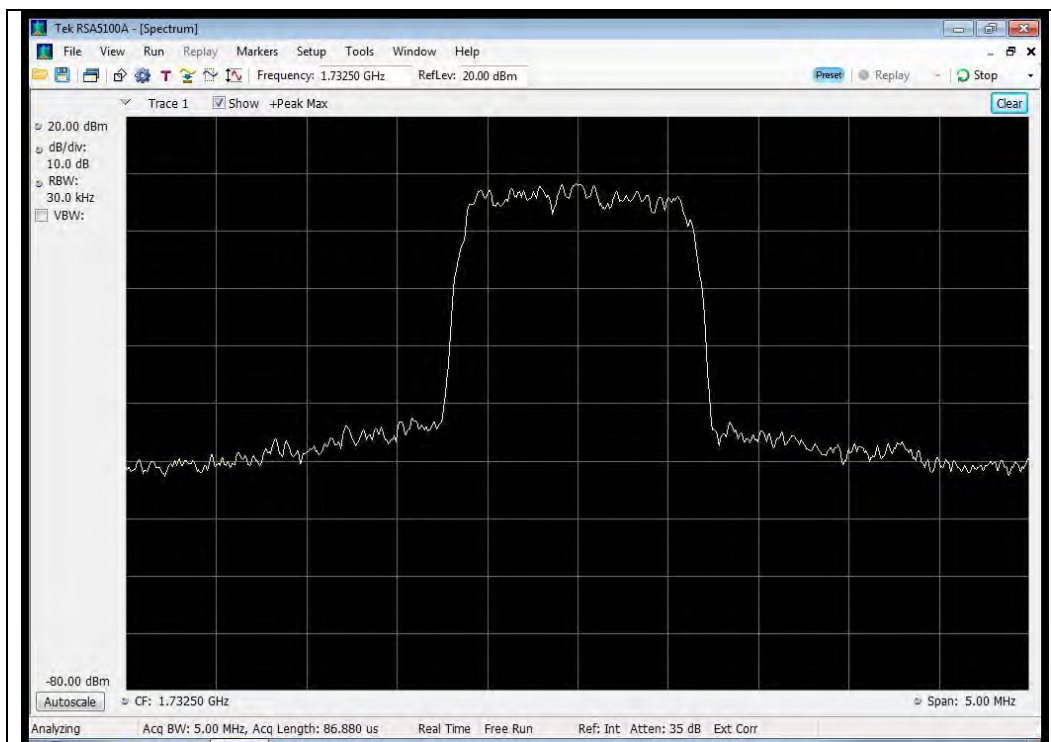 Tek RSA5100A - [Spectrum]
File View Run Replay Markers Setup Tools Window Help
T Frequency: 1.73250 GHz RefLev: 20.00 dBm Preset Replay Stop
Trace 1 Show +Peak Max Clear
20.00 dBm
dB/div:
10.0 dB
RBW:
30.0 kHz
VBW:
-80.00 dBm
Autoscale CF: 1.73250 GHz Span: 5.00 MHz
Analyzing Acq BW: 5.00 MHz, Acq Length: 86.880 us Real Time Free Run Ref: Int Atten: 35 dB Ext Corr